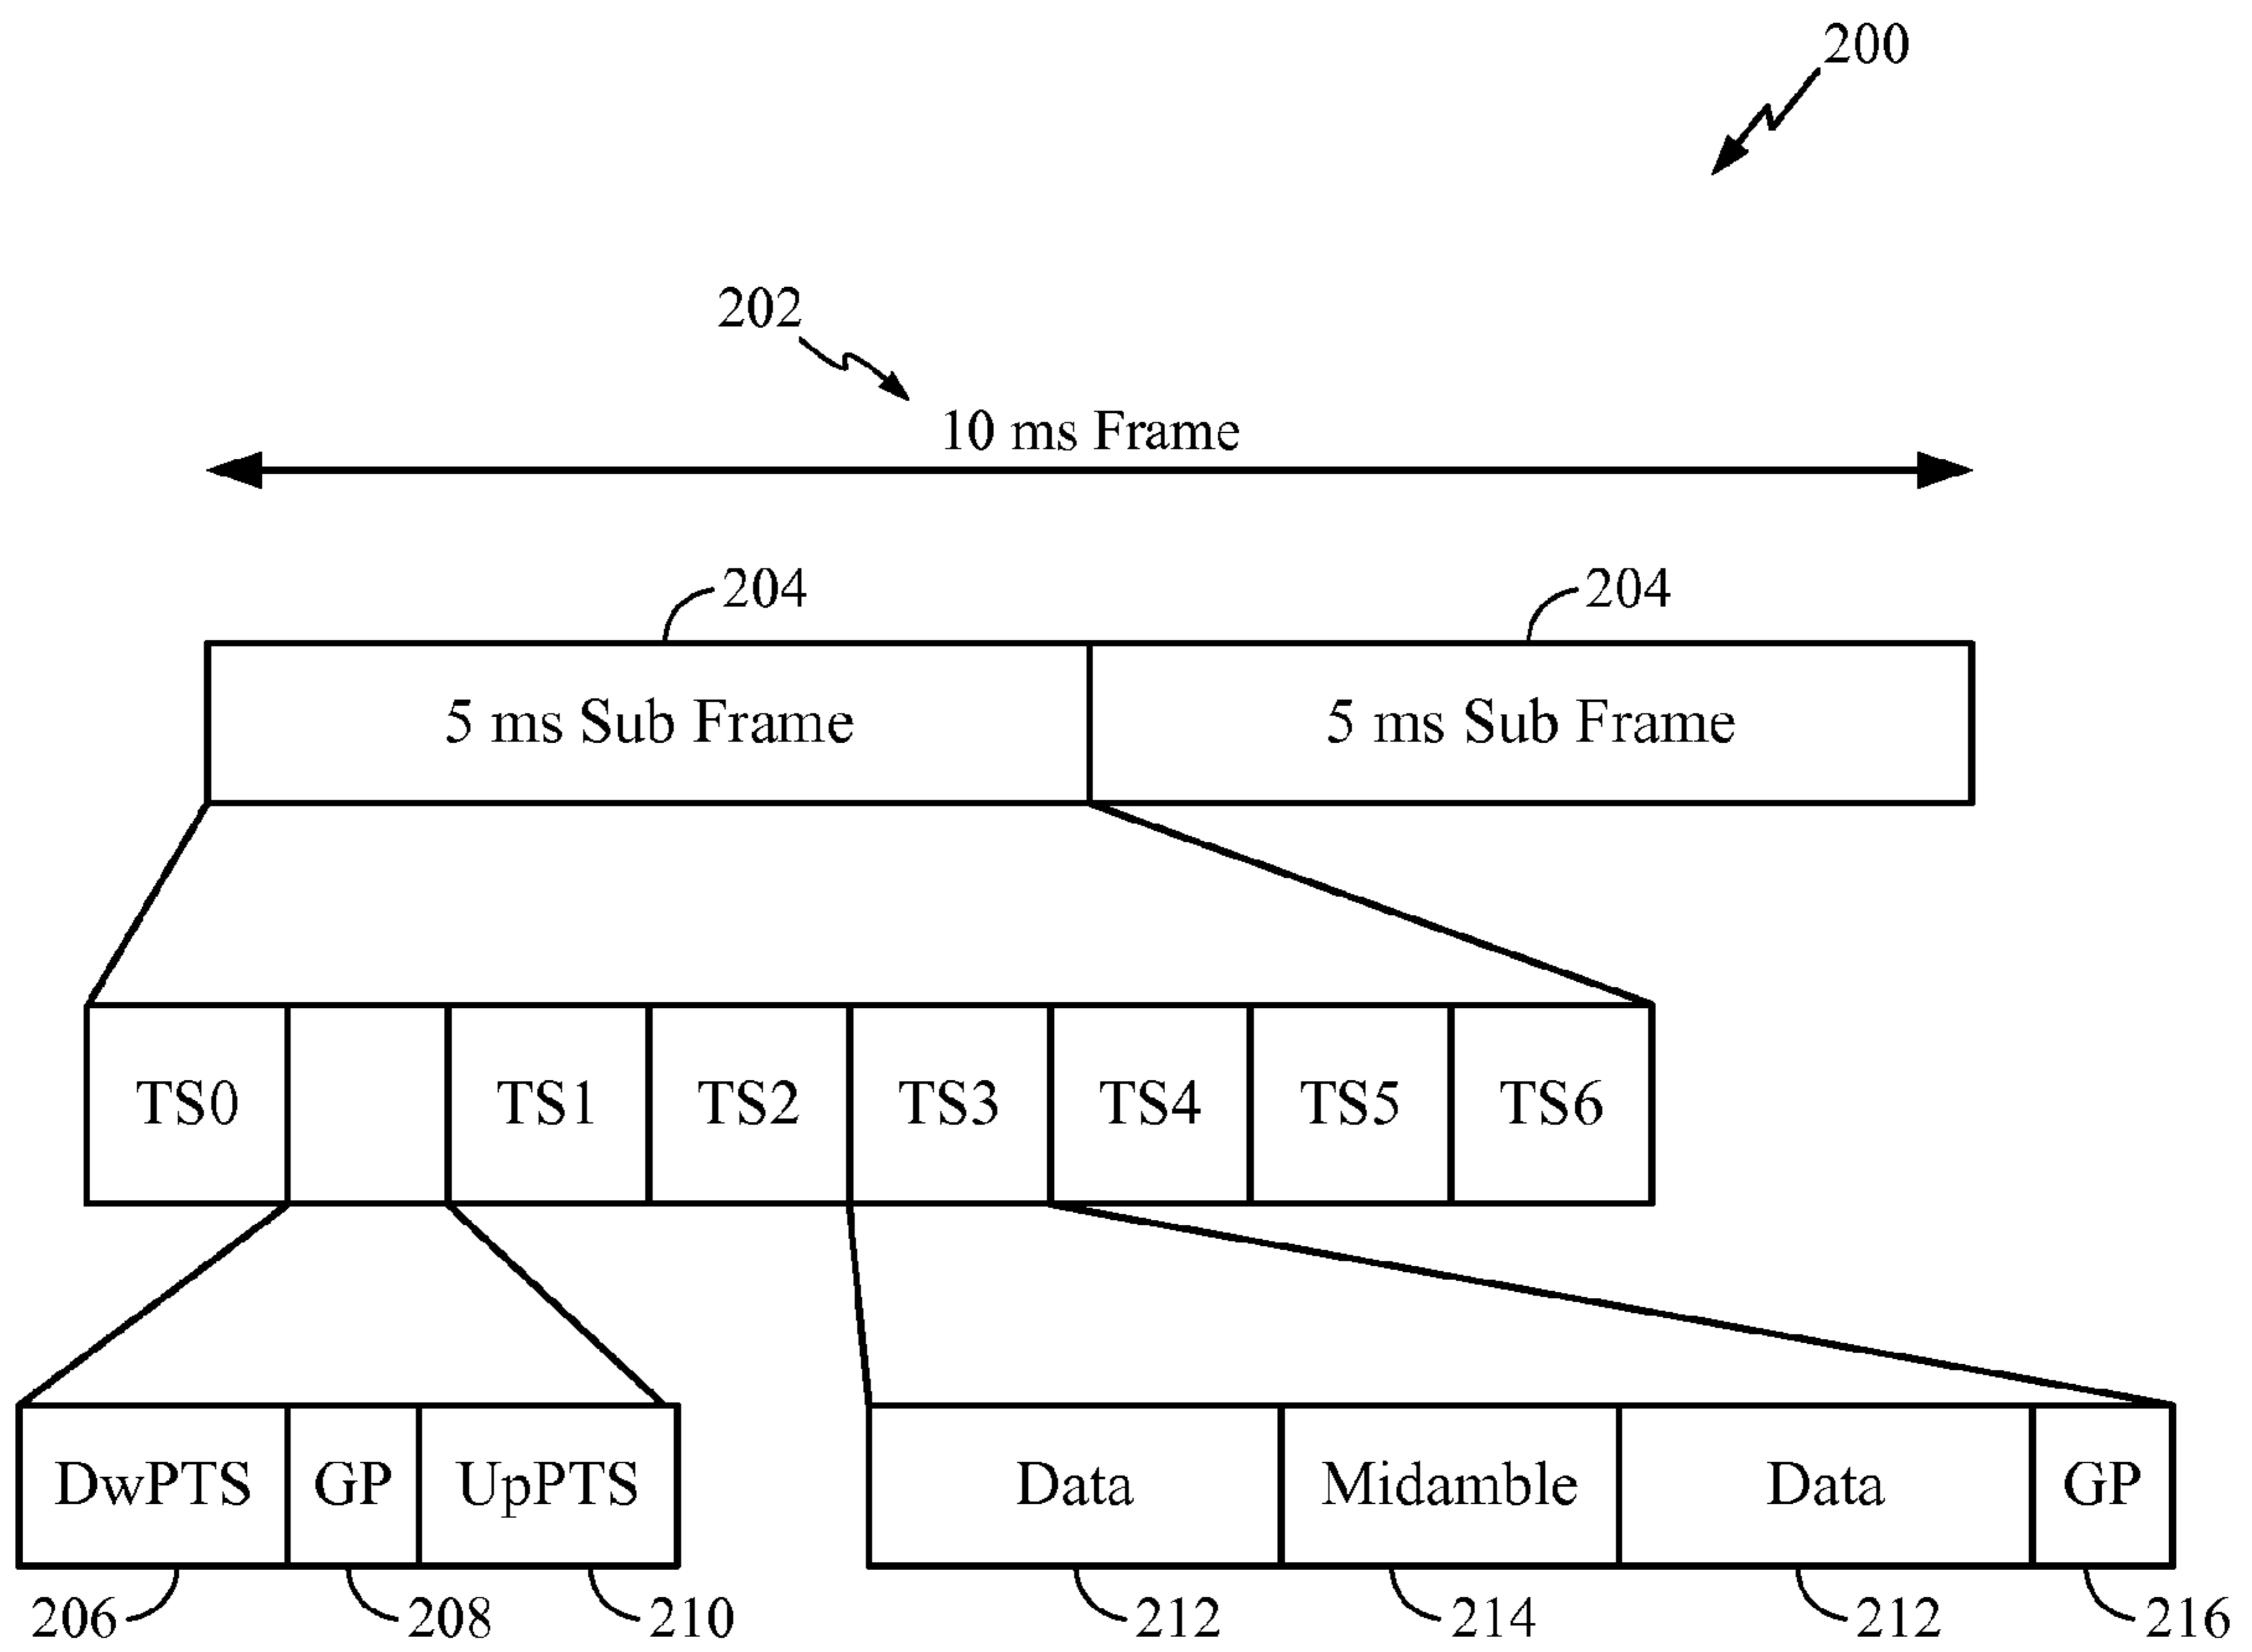 200
202
10 ms Frame
204 204
5 ms Sub Frame 5 ms Sub Frame
TS0 TS1 TS2 TS3 TS4 TS5 TS6
DwPTS GP UpPTS Data Midamble Data GP
206 208 210 212 214 212 216